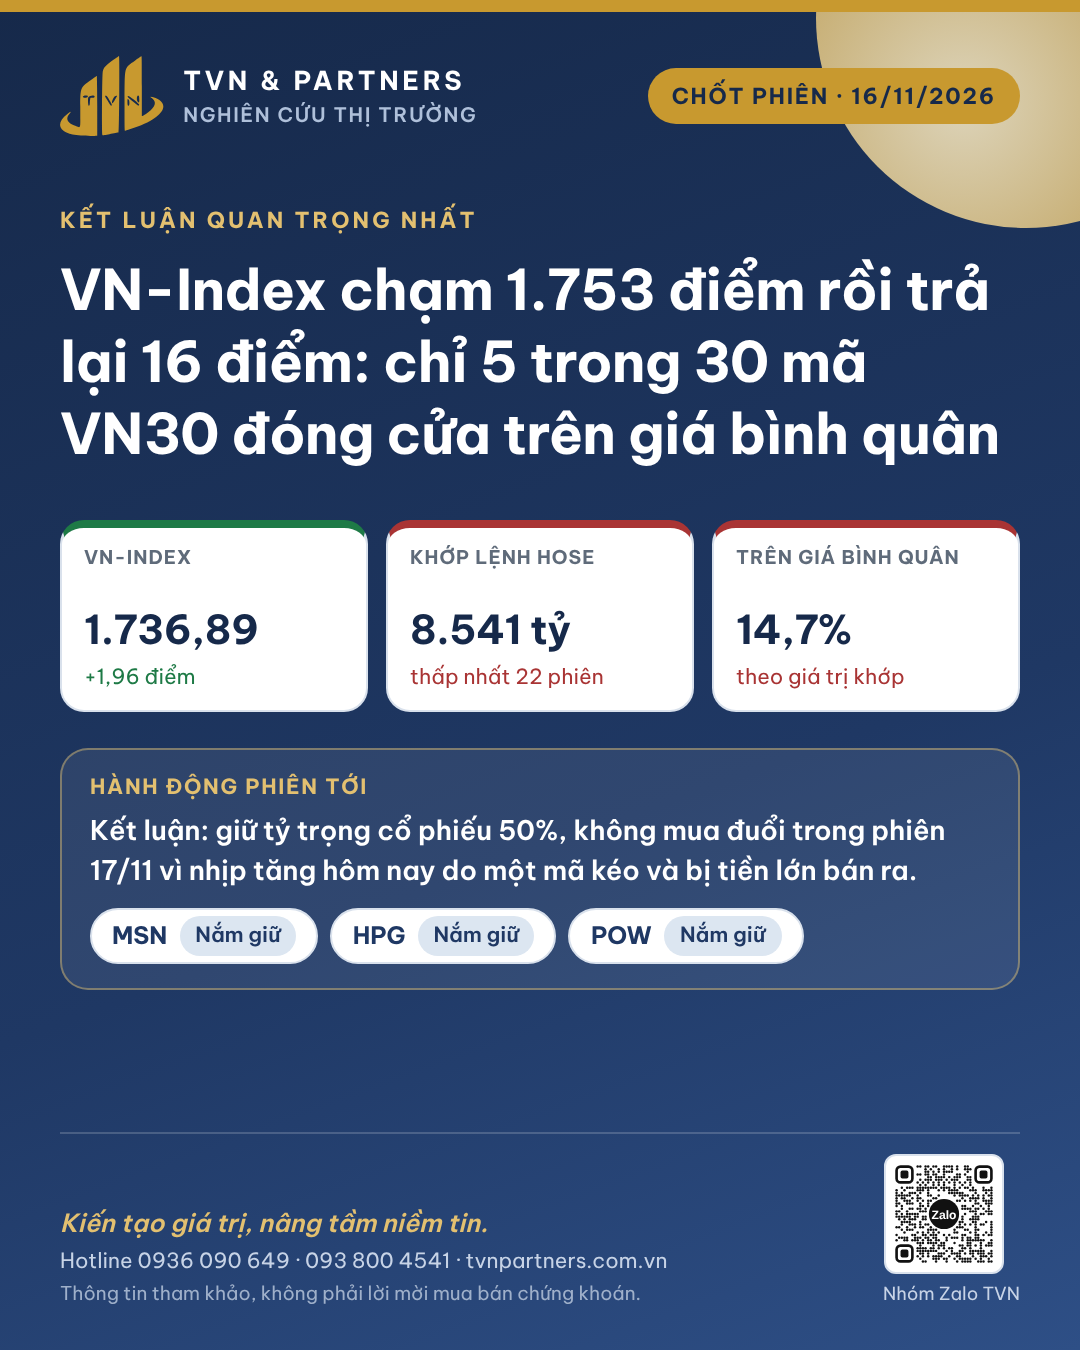 TVN
TVN & PARTNERS
NGHIÊN CỨU THỊ TRƯỜNG
CHỐT PHIÊN · 16/11/2026
KẾT LUẬN QUAN TRỌNG NHẤT
VN-Index chạm 1.753 điểm rồi trả
lại 16 điểm: chỉ 5 trong 30 mã
VN30 đóng cửa trên giá bình quân
VN-INDEX
1.736,89
+1,96 điểm
KHỚP LỆNH HOSE
8.541 tỷ
thấp nhất 22 phiên
TRÊN GIÁ BÌNH QUÂN
14,7%
theo giá trị khớp
HÀNH ĐỘNG PHIÊN TỚI
Kết luận: giữ tỷ trọng cổ phiếu 50%, không mua đuổi trong phiên
17/11 vì nhịp tăng hôm nay do một mã kéo và bị tiền lớn bán ra.
MSN Nắm giữ HPG Nắm giữ POW Nắm giữ
Zalo
Kiến tạo giá trị, nâng tầm niềm tin.
Hotline 0936 090 649 · 093 800 4541 · tvnpartners.com.vn
Thông tin tham khảo, không phải lời mời mua bán chứng khoán.
Nhóm Zalo TVN